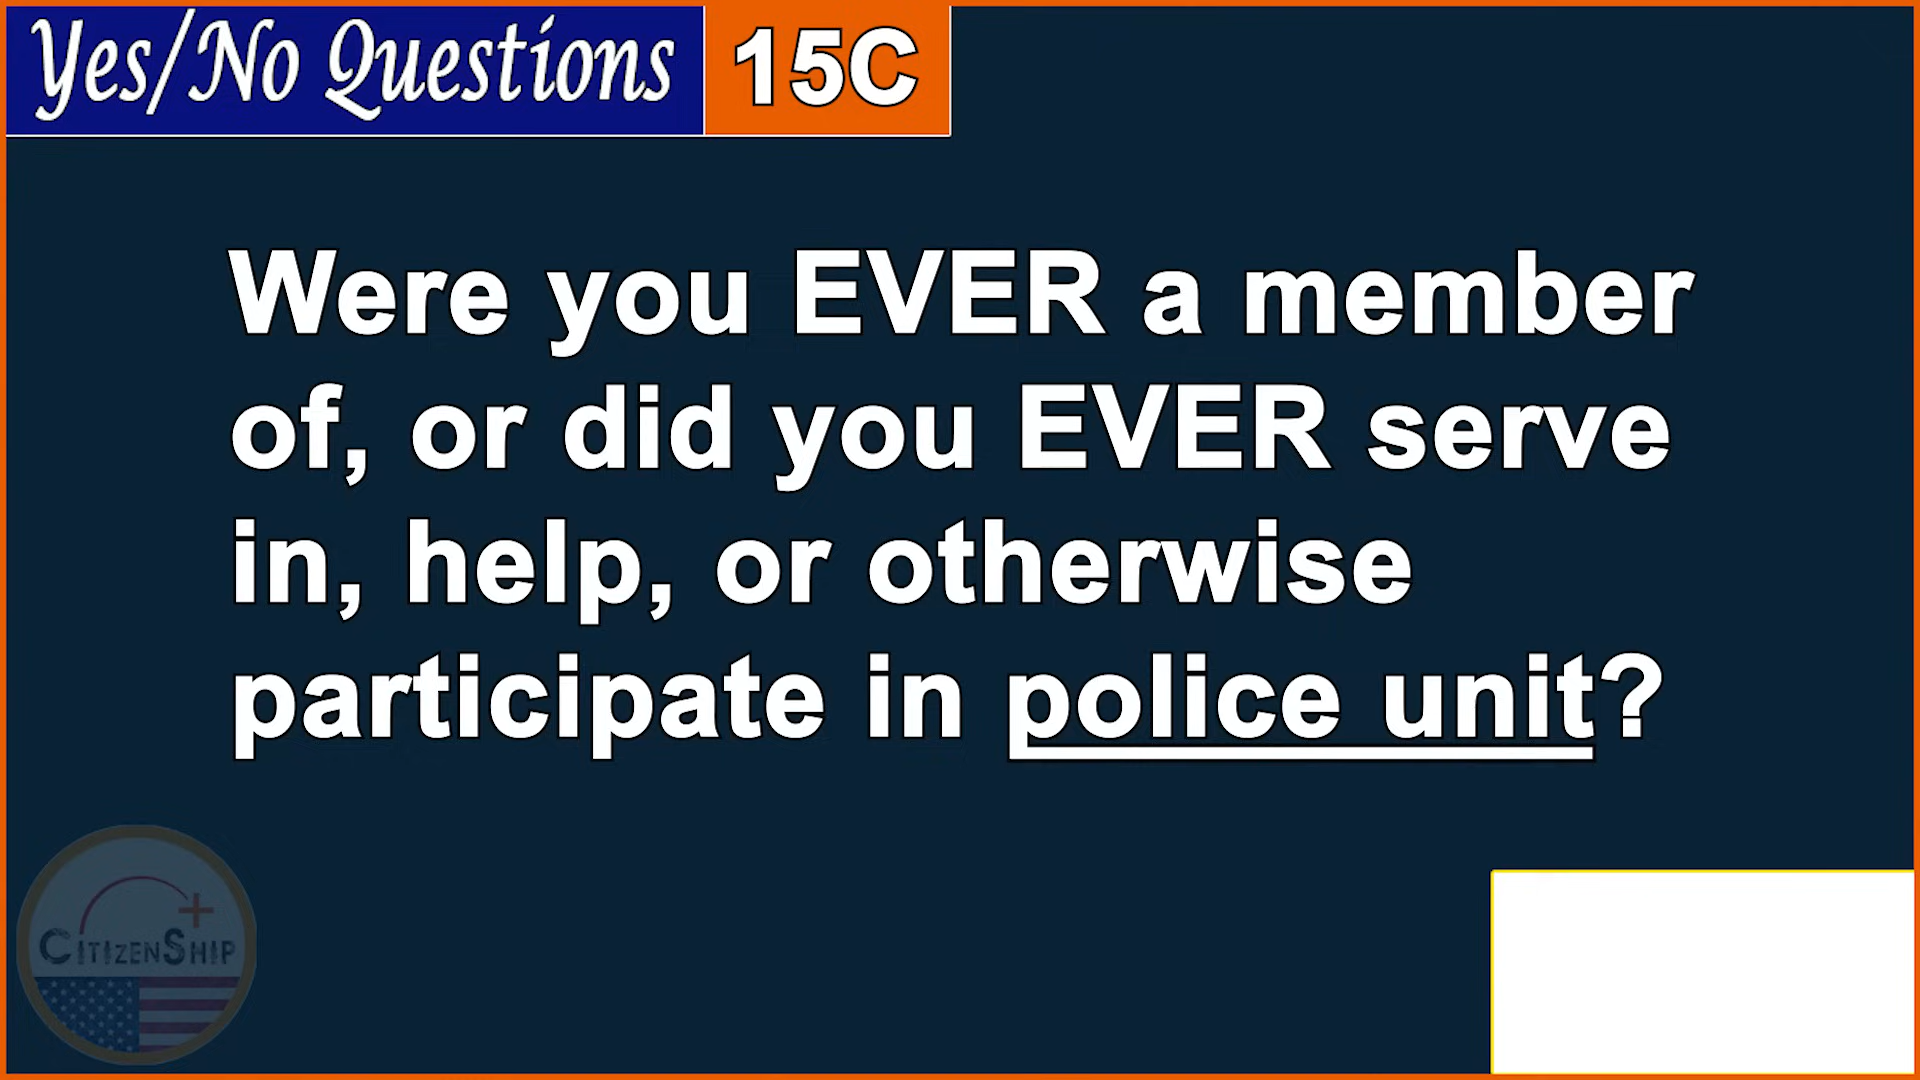 Yes/No Questions 15C
Were you EVER a member
of, or did you EVER serve
in, help, or otherwise
participate in police unit?
CITIZENSHIP